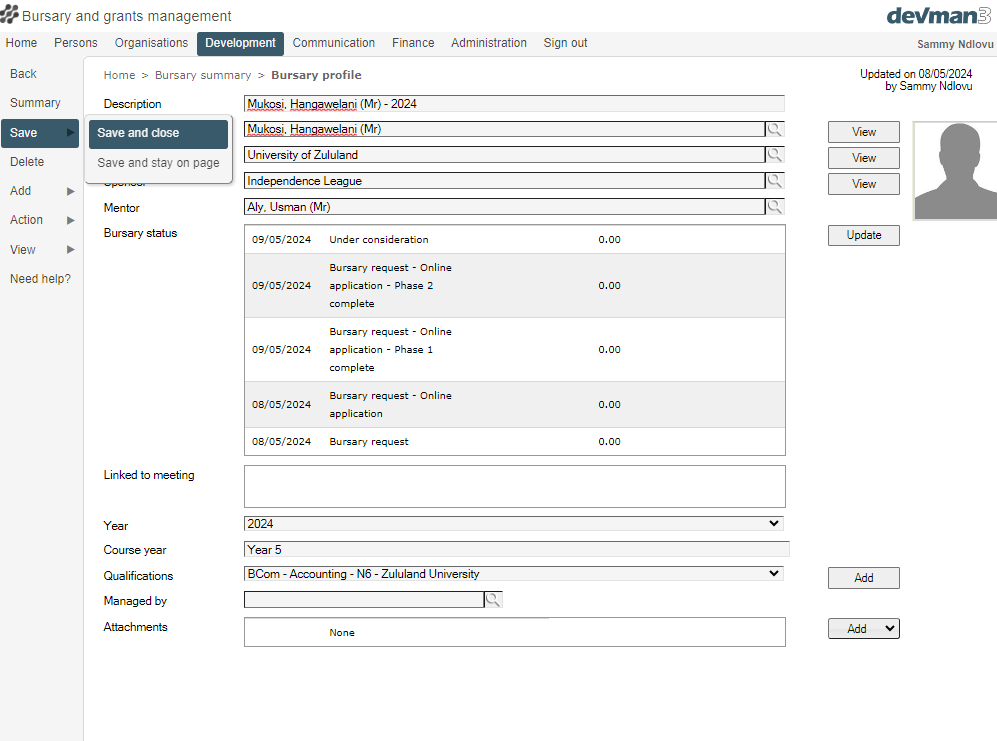 Bursary and grants management
devman3
Home Persons Organisations Development Communication Finance Administration Sign out
Sammy Ndlovu
Back
Summary
Save
Delete
Add
Action
View
Need help?
Save and close
Save and stay on page
Home > Bursary summary > Bursary profile
Updated on 08/05/2024
by Sammy Ndlovu
Description Mukosi, Hangawelani (Mr) - 2024
Mukosi, Hangawelani (Mr) View
University of Zululand View
Sponsor Independence League View
Mentor Aly, Usman (Mr)
Bursary status Update
09/05/2024 Under consideration 0.00
Bursary request - Online
09/05/2024 application - Phase 2 0.00
complete
Bursary request - Online
09/05/2024 application - Phase 1 0.00
complete
Bursary request - Online
08/05/2024 application 0.00
08/05/2024 Bursary request 0.00
Linked to meeting
Year 2024
Course year Year 5
Qualifications BCom - Accounting - N6 - Zululand University Add
Managed by
Attachments None Add